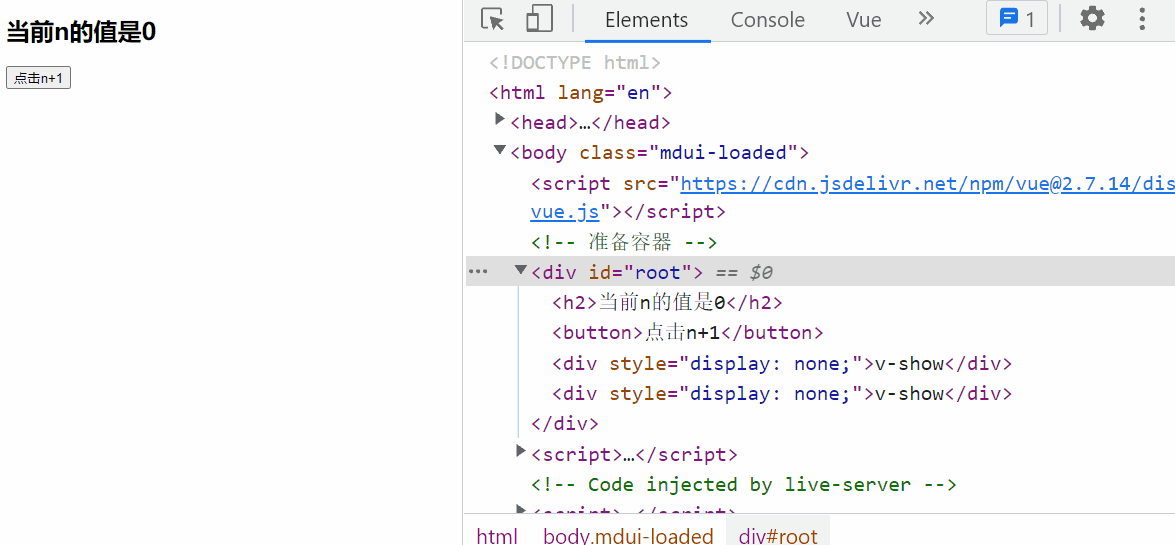 当前n的值是0
点击n+1
Elements Console Vue 1
<!DOCTYPE html>
<html lang="en">
<head>…</head>
<body class="mdui-loaded">
<script src="https://cdn.jsdelivr.net/npm/vue@2.7.14/dis
vue.js"></script>
<!-- 准备容器 -->
<div id="root"> == $0
<h2>当前n的值是0</h2>
<button>点击n+1</button>
<div style="display: none;">v-show</div>
<div style="display: none;">v-show</div>
</div>
<script>…</script>
<!-- Code injected by live-server -->
<script>…</script>
html body.mdui-loaded div#root